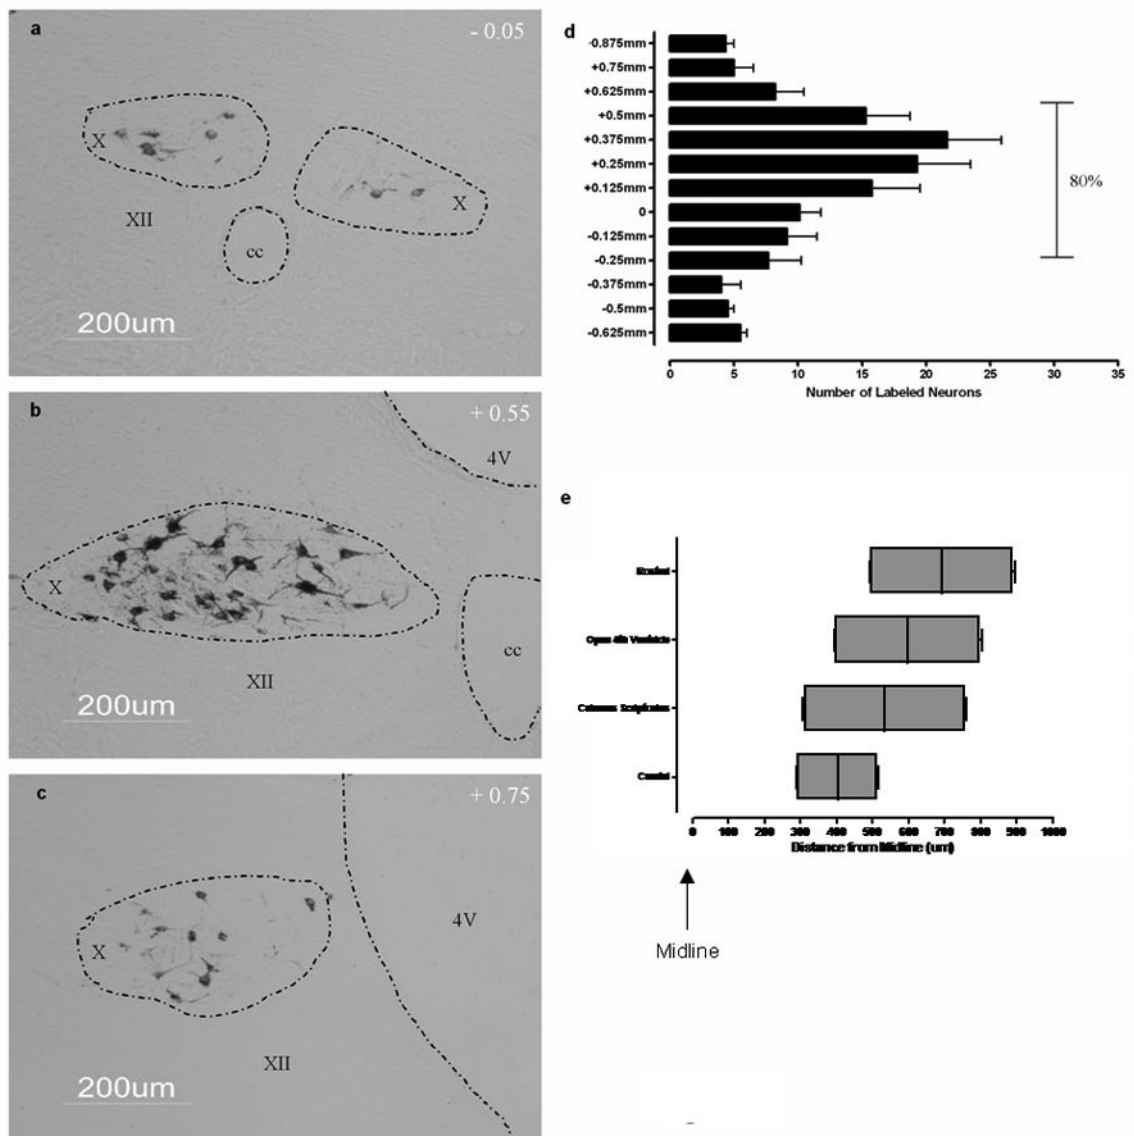 a
- 0.05
X
X
XII
cc
200um
b
+ 0.55
4V
X
cc
XII
200um
c
+ 0.75
X
4V
XII
200um
d
-0.875mm
+0.75mm
+0.625mm
+0.5mm
+0.375mm
+0.25mm
+0.125mm
0
-0.125mm
-0.25mm
-0.375mm
-0.5mm
-0.625mm
80%
0 5 10 15 20 25 30 35
Number of Labeled Neurons
e
Open 4th Ventricle
Caudal
0 100 200 300 400 500 600 700 800 900 1000
Distance from Midline (um)
Midline